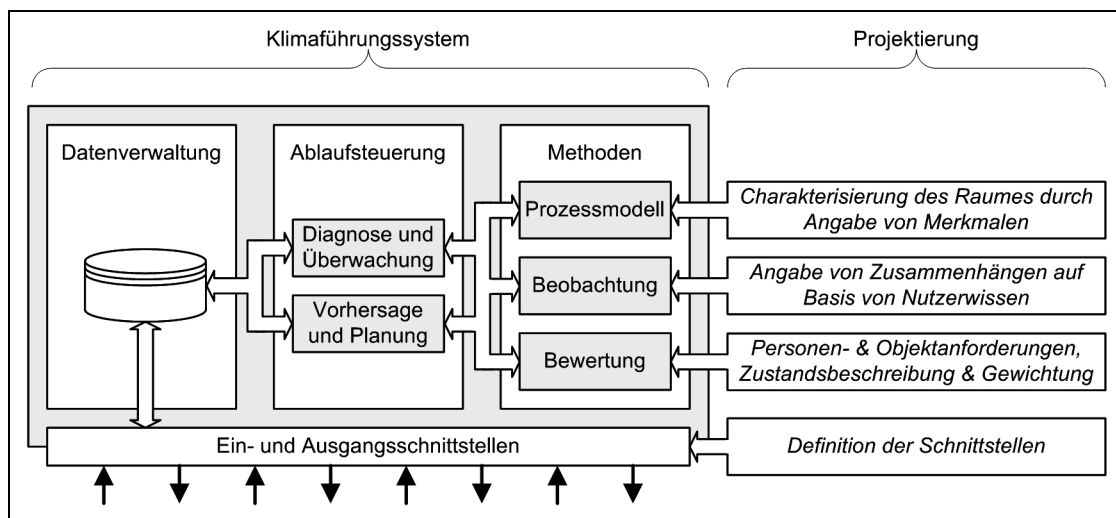 Klimaführungssystem
Projektierung
Datenverwaltung
Ablaufsteuerung
Methoden
Diagnose und
Überwachung
Vorhersage
und Planung
Prozessmodell
Beobachtung
Bewertung
Charakterisierung des Raumes durch
Angabe von Merkmalen
Angabe von Zusammenhängen auf
Basis von Nutzerwissen
Personen- & Objektanforderungen,
Zustandsbeschreibung & Gewichtung
Ein- und Ausgangsschnittstellen
Definition der Schnittstellen